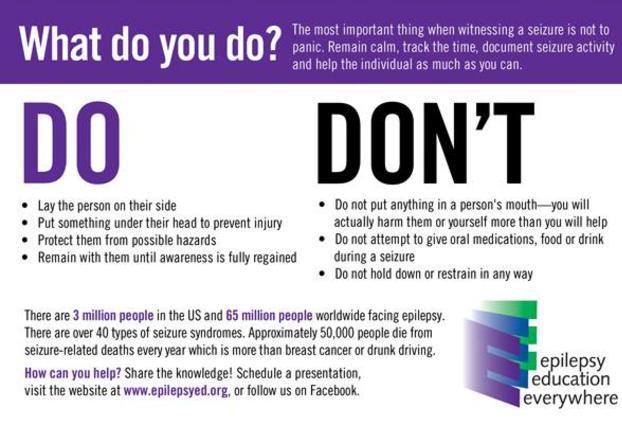 What do you do?
The most important thing when witnessing a seizure is not to
panic. Remain calm, track the time, document seizure activity
and help the individual as much as you can.
DO
• Lay the person on their side
• Put something under their head to prevent injury
• Protect them from possible hazards
• Remain with them until awareness is fully regained
DON'T
• Do not put anything in a person's mouth—you will
actually harm them or yourself more than you will help
• Do not attempt to give oral medications, food or drink
during a seizure
• Do not hold down or restrain in any way
There are 3 million people in the US and 65 million people worldwide facing epilepsy.
There are over 40 types of seizure syndromes. Approximately 50,000 people die from
seizure-related deaths every year which is more than breast cancer or drunk driving.
How can you help? Share the knowledge! Schedule a presentation,
visit the website at www.epilepsyed.org, or follow us on Facebook.
epilepsy
education
everywhere